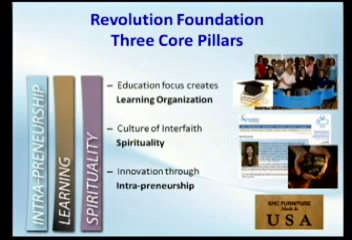 Revolution Foundation
Three Core Pillars
INTRA-PRENEURSHIP
LEARNING
SPIRITUALITY
– Education focus creates
Learning Organization
– Culture of Interfaith
Spirituality
– Innovation through
Intra-preneurship
FURNITURE
Made In
USA